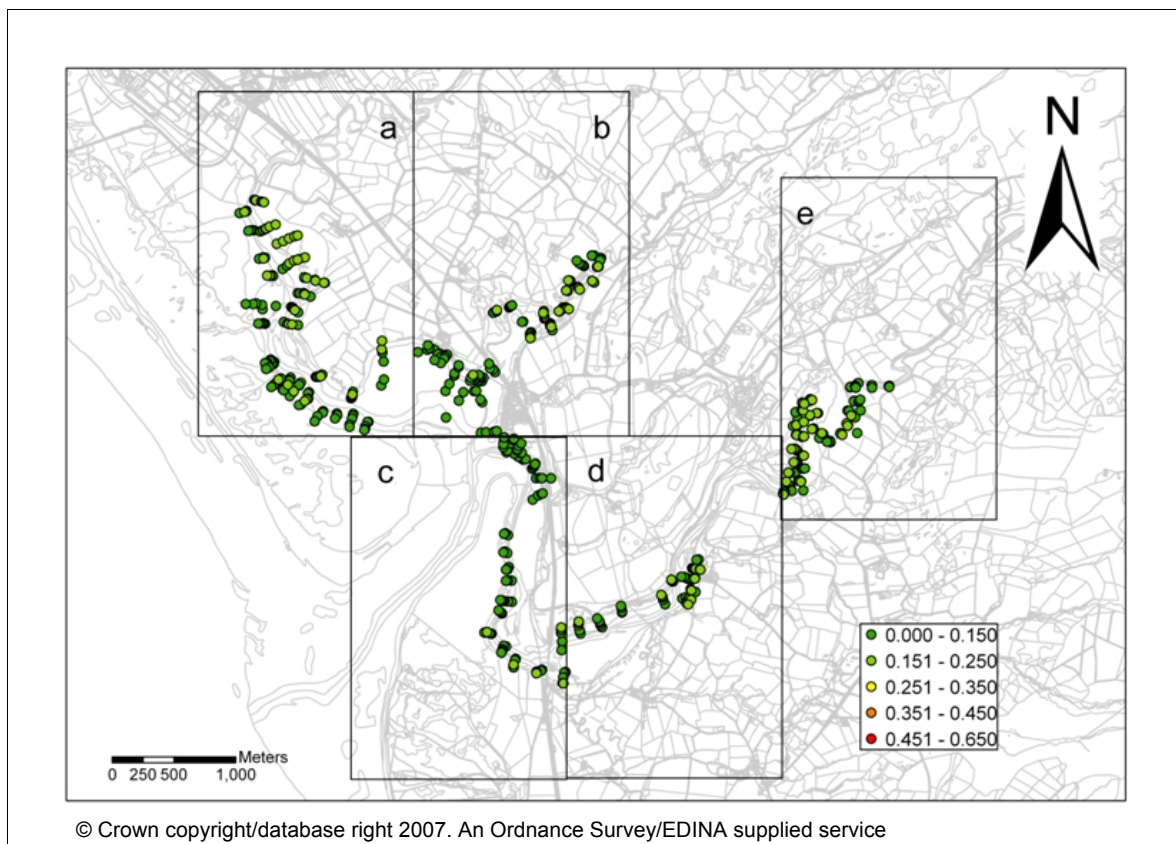 N
a
b
e
c
d
0.000 - 0.150
0.151 - 0.250
0.251 - 0.350
0.351 - 0.450
0.451 - 0.650
Meters
0 250 500 1,000
© Crown copyright/database right 2007. An Ordnance Survey/EDINA supplied service